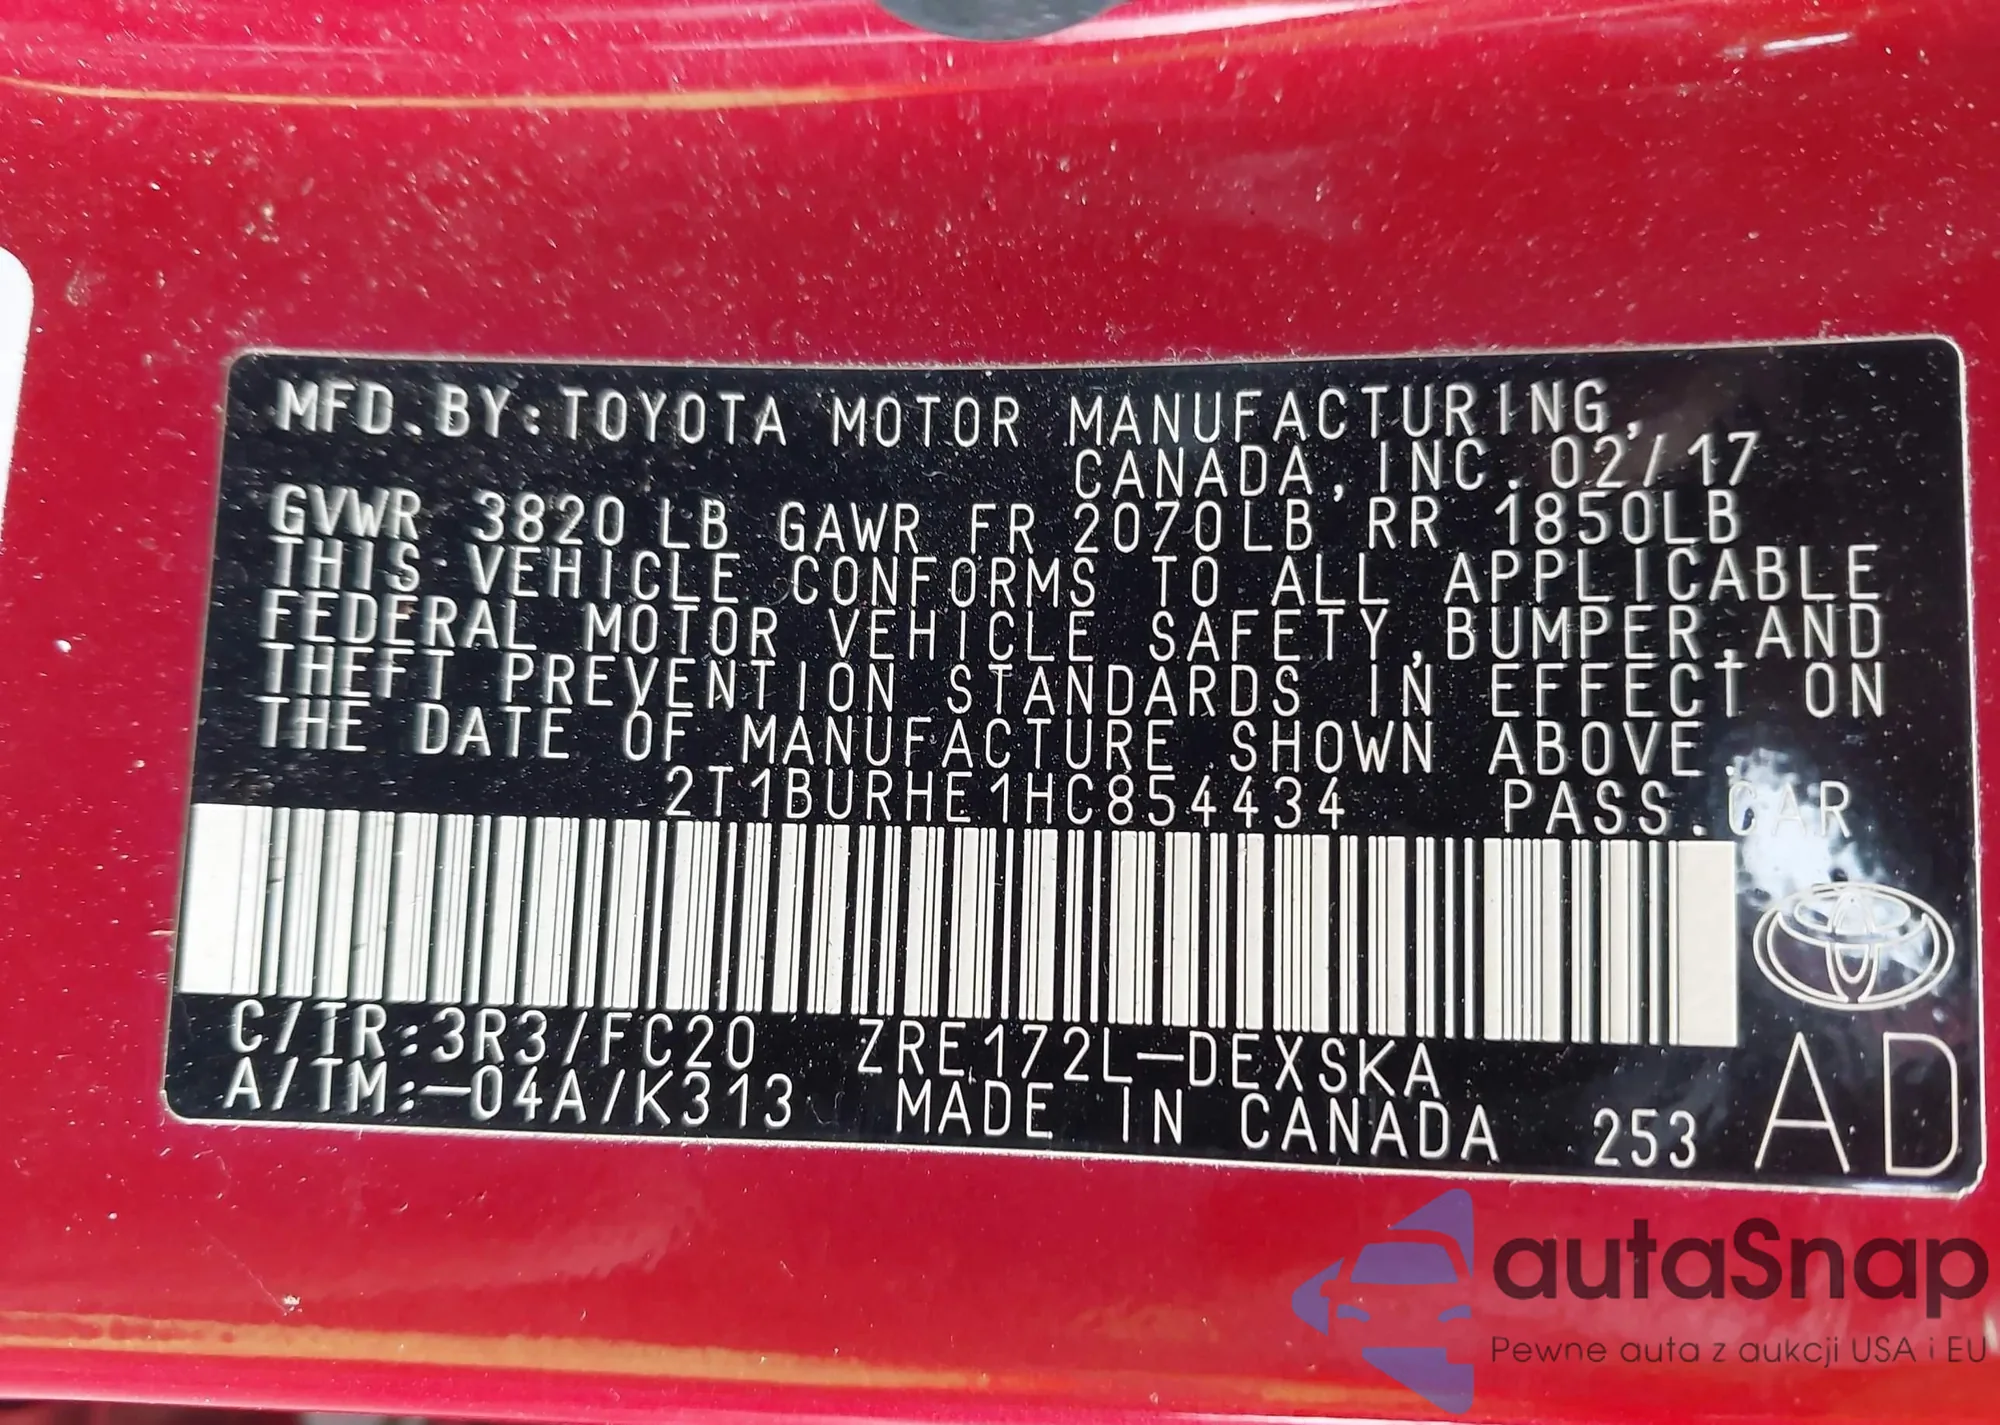 MFD.BY:TOYOTA MOTOR MANUFACTURING,
CANADA, INC. 02/17
GVWR 3820 LB GAWR FR 2070LB RR 1850LB
THIS VEHICLE CONFORMS TO ALL APPLICABLE
FEDERAL MOTOR VEHICLE SAFETY,BUMPER,AND
THEFT PREVENTION STANDARDS IN EFFECT ON
THE DATE OF MANUFACTURE SHOWN ABOVE.
2T1BURHE1HC854434 PASS.CAR
C/TR:3R3/FC20 ZRE172L-DEXSKA
A/TM:-04A/K313 MADE IN CANADA 253 AD
autaSnap
Pewne auta z aukcji USA i EU